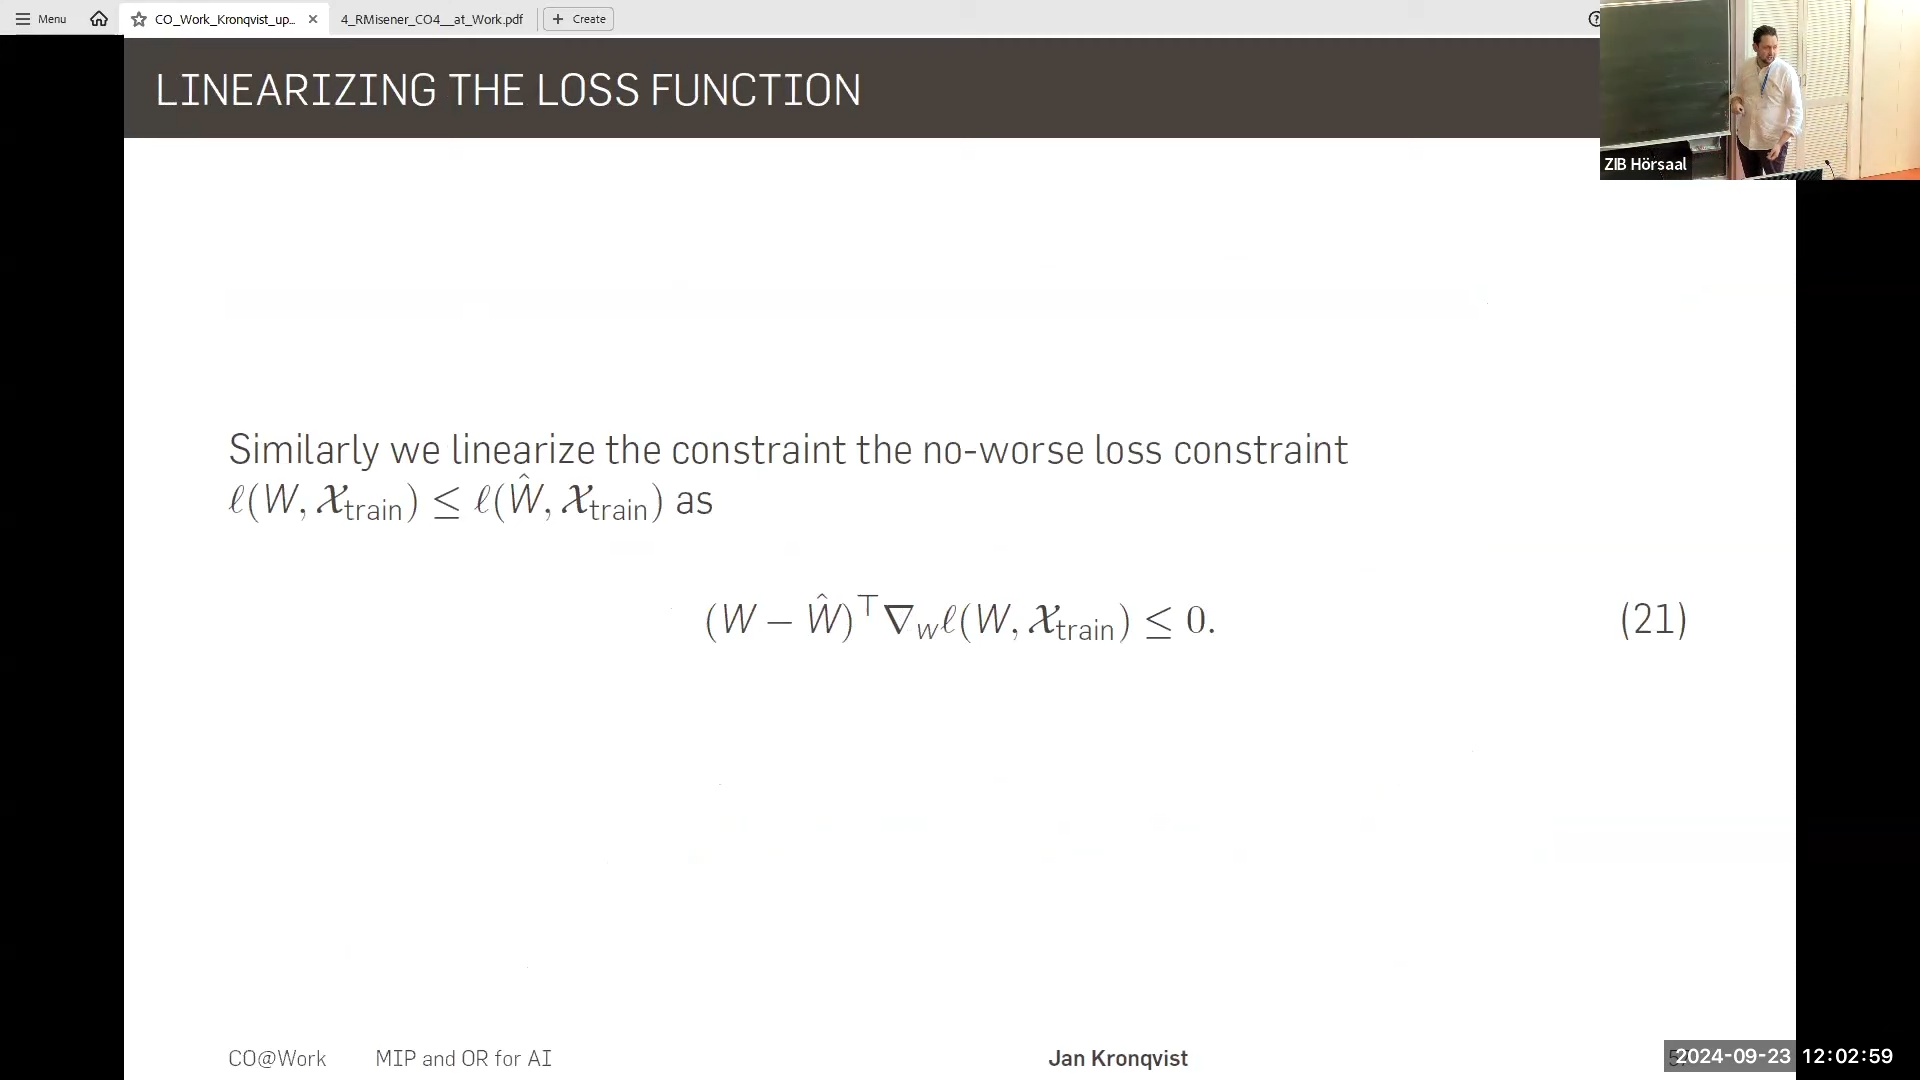 Menu
CO_Work_Kronqvist_up...
4_RMisener_CO4__at_Work.pdf
+ Create
LINEARIZING THE LOSS FUNCTION
ZIB Hörsaal
Similarly we linearize the constraint the no-worse loss constraint
ℓ(W, 𝒳train) ≤ ℓ(Ŵ, 𝒳train) as
(W − Ŵ)⊤∇wℓ(W, 𝒳train) ≤ 0. (21)
CO@Work MIP and OR for AI Jan Kronqvist
2024-09-23 12:02:59